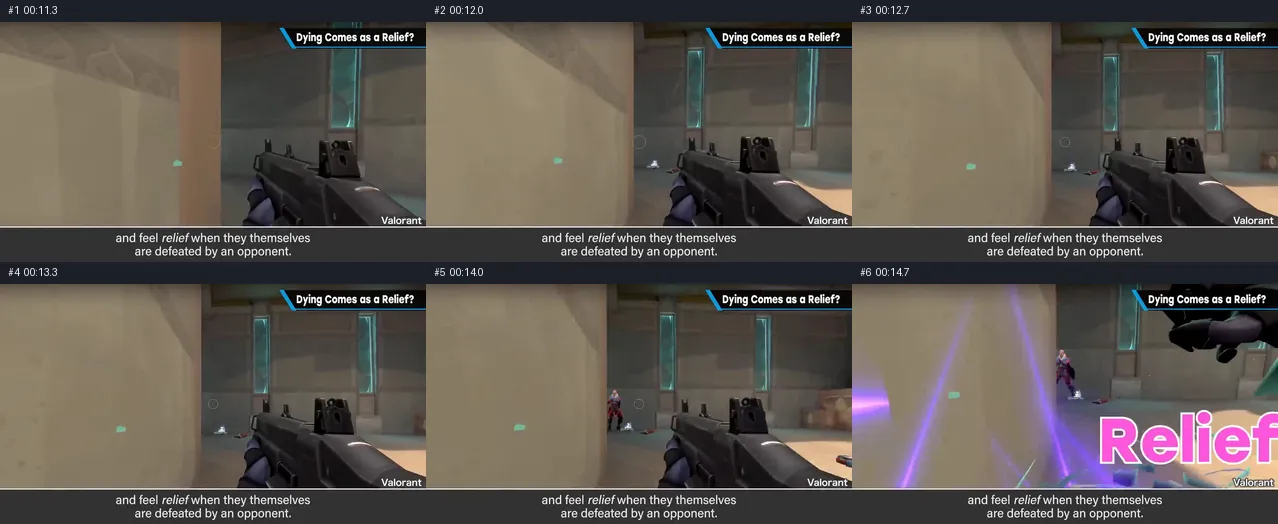 #1 00:11.3
Dying Comes as a Relief?
Valorant
and feel relief when they themselves
are defeated by an opponent.
#2 00:12.0
Dying Comes as a Relief?
Valorant
and feel relief when they themselves
are defeated by an opponent.
#3 00:12.7
Dying Comes as a Relief?
Valorant
and feel relief when they themselves
are defeated by an opponent.
#4 00:13.3
Dying Comes as a Relief?
Valorant
and feel relief when they themselves
are defeated by an opponent.
#5 00:14.0
Dying Comes as a Relief?
Valorant
and feel relief when they themselves
are defeated by an opponent.
#6 00:14.7
Dying Comes as a Relief?
Relief
Valorant
and feel relief when they themselves
are defeated by an opponent.